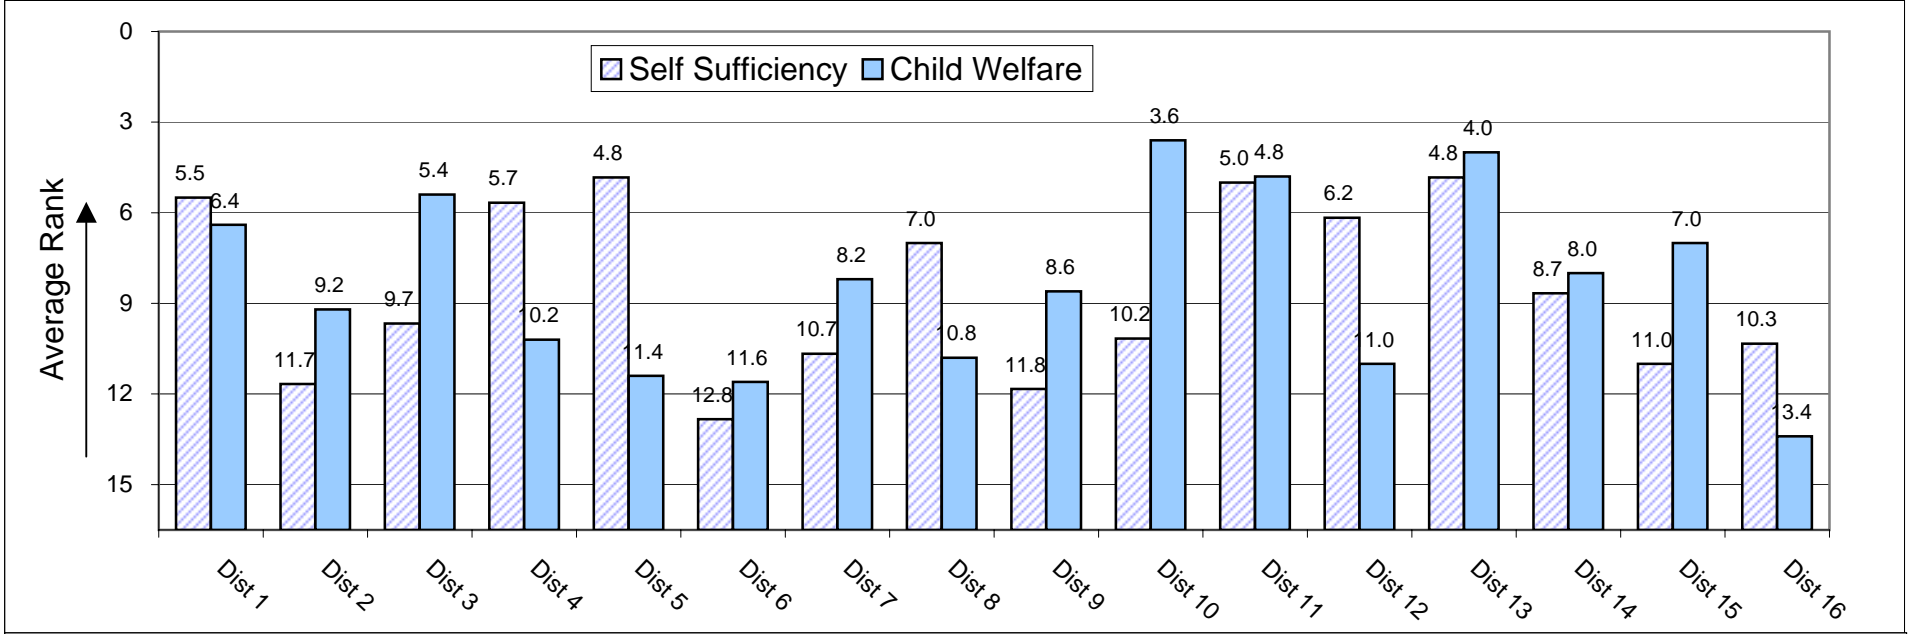 0
3
6
9
12
15
Average Rank
Self Sufficiency Child Welfare
5.5 6.4
11.7 9.2
9.7 5.4
5.7 10.2
4.8 11.4
12.8 11.6
10.7 8.2
7.0 10.8
11.8 8.6
10.2 3.6
5.0 4.8
6.2 11.0
4.8 4.0
8.7 8.0
11.0 7.0
10.3 13.4
Dist 1
Dist 2
Dist 3
Dist 4
Dist 5
Dist 6
Dist 7
Dist 8
Dist 9
Dist 10
Dist 11
Dist 12
Dist 13
Dist 14
Dist 15
Dist 16